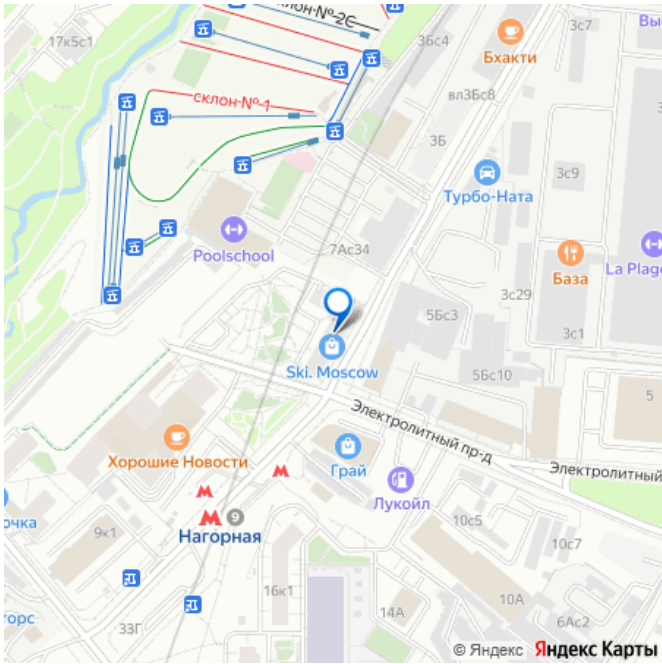 17к5с1
склон-№-2С
3Бс4
Бхакти
3с7
склон-№-1
вл3Бс8
3Б
Турбо-Ната
3с9
Poolschool
7Ас34
База
La Plage
3с29
5Бс3
3с1
Ski. Moscow
5Бс10
5
Электролитный пр-д
Хорошие Новости
Грай
Электролитный
Лукойл
очка
9к1
Нагорная
9
10с5
10с7
16к1
10А
торс
33Г
14А
6Ас2
© Яндекс Яндекс Карты